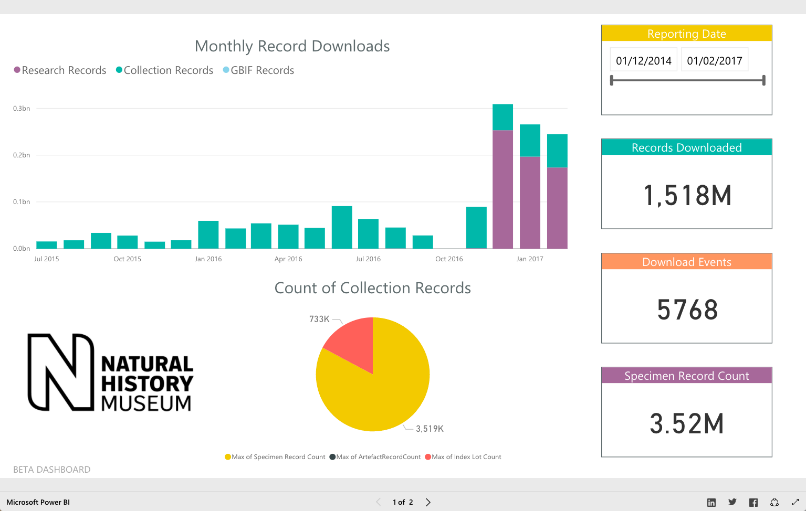 Monthly Record Downloads
Research Records Collection Records GBIF Records
0.3bn
0.2bn
0.1bn
0.0bn
Jul 2015 Oct 2015 Jan 2016 Apr 2016 Jul 2016 Oct 2016 Jan 2017
Reporting Date
01/12/2014 01/02/2017
Records Downloaded
1,518M
Download Events
5768
Specimen Record Count
3.52M
Count of Collection Records
733K
3,519K
Max of Specimen Record Count Max of ArtefactRecordCount Max of Index Lot Count
N NATURAL
HISTORY
MUSEUM
BETA DASHBOARD
Microsoft Power BI
1 of 2